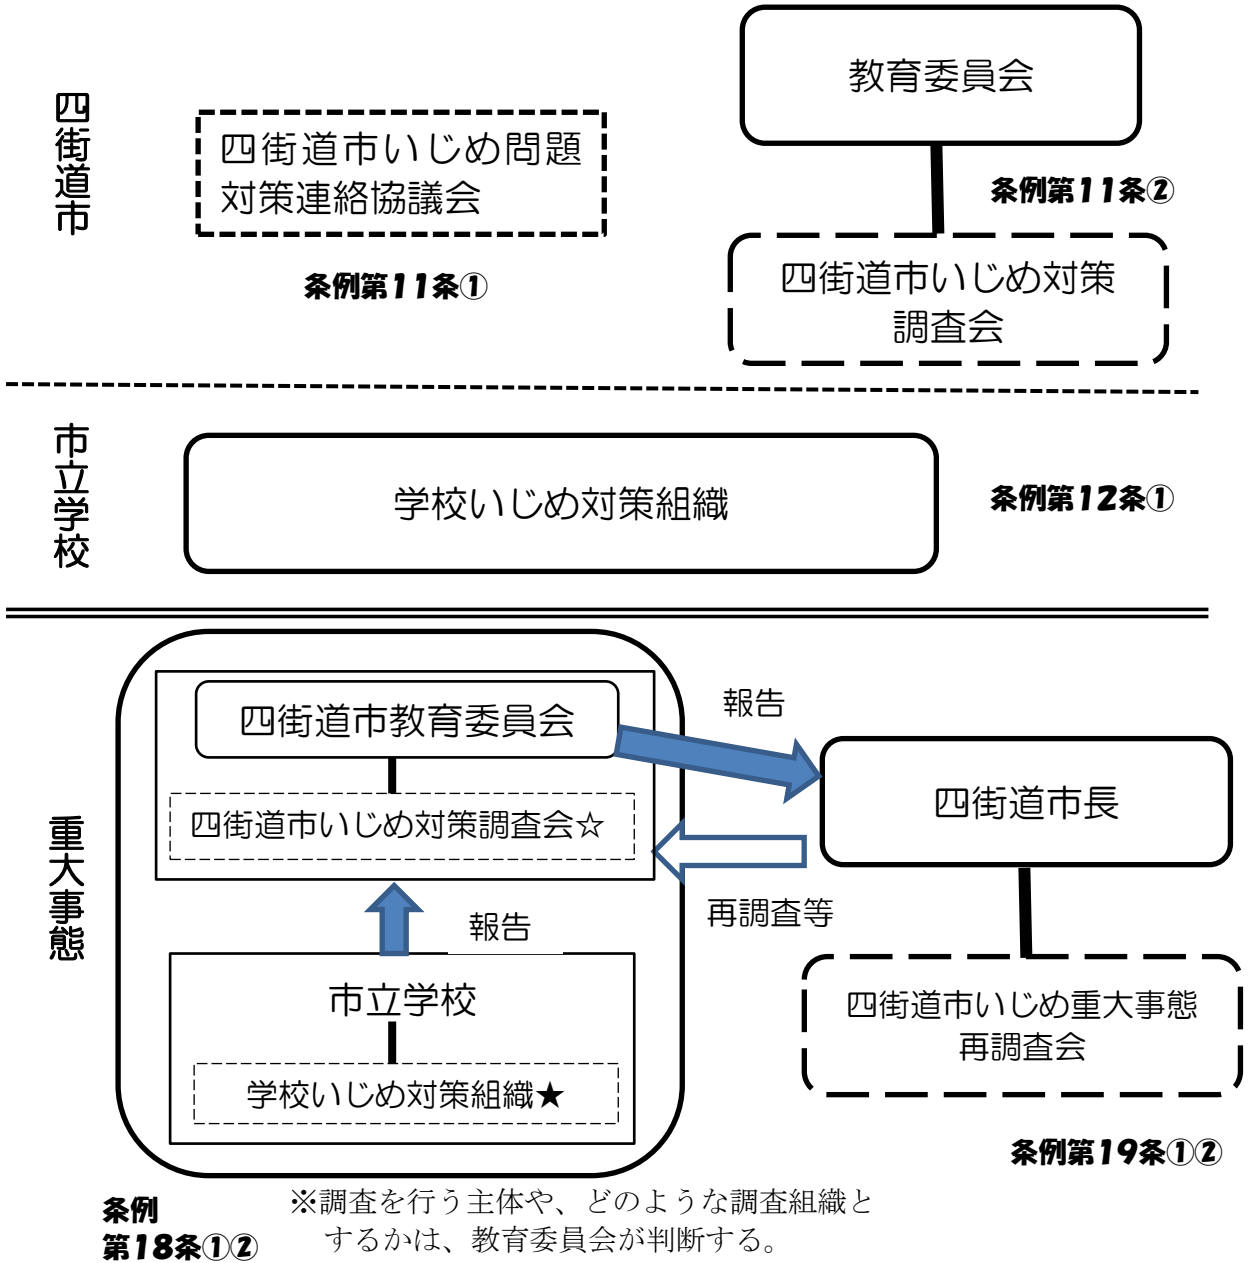 四街道市
教育委員会
四街道市いじめ問題
対策連絡協議会
条例第11条②
条例第11条①
四街道市いじめ対策
調査会
市立学校
学校いじめ対策組織
条例第12条①
重大事態
四街道市教育委員会
報告
四街道市長
四街道市いじめ対策調査会☆
再調査等
報告
市立学校
四街道市いじめ重大事態
再調査会
学校いじめ対策組織★
条例第19条①②
条例
第18条①②
※調査を行う主体や、どのような調査組織と
するかは、教育委員会が判断する。